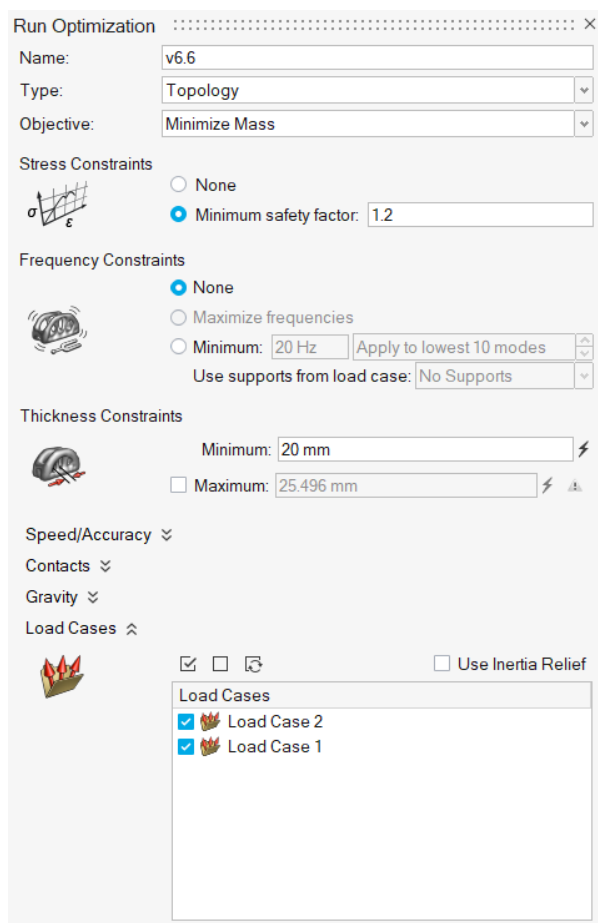 Run Optimization
Name: v6.6
Type: Topology
Objective: Minimize Mass
Stress Constraints
None
σ ε Minimum safety factor: 1.2
Frequency Constraints
None
Maximize frequencies
Minimum: 20 Hz Apply to lowest 10 modes
Use supports from load case: No Supports
Thickness Constraints
Minimum: 20 mm
Maximum: 25.496 mm
Speed/Accuracy
Contacts
Gravity
Load Cases
Use Inertia Relief
Load Cases
Load Case 2
Load Case 1